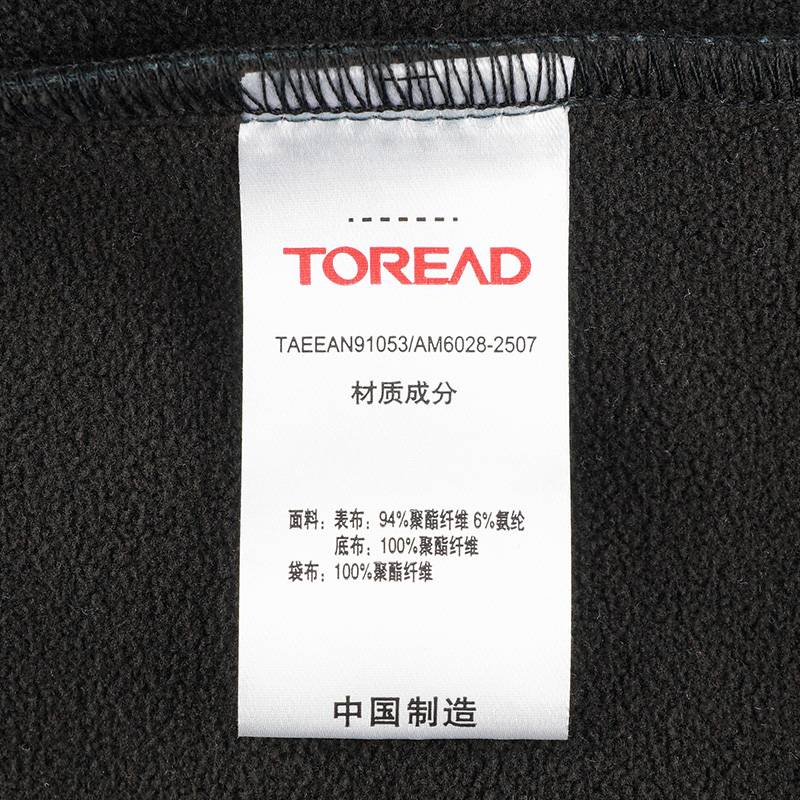 TOREAD
TAEEAN91053/AM6028-2507
材质成分
面料：表布：94%聚酯纤维 6%氨纶
底布：100%聚酯纤维
袋布：100%聚酯纤维
中国制造